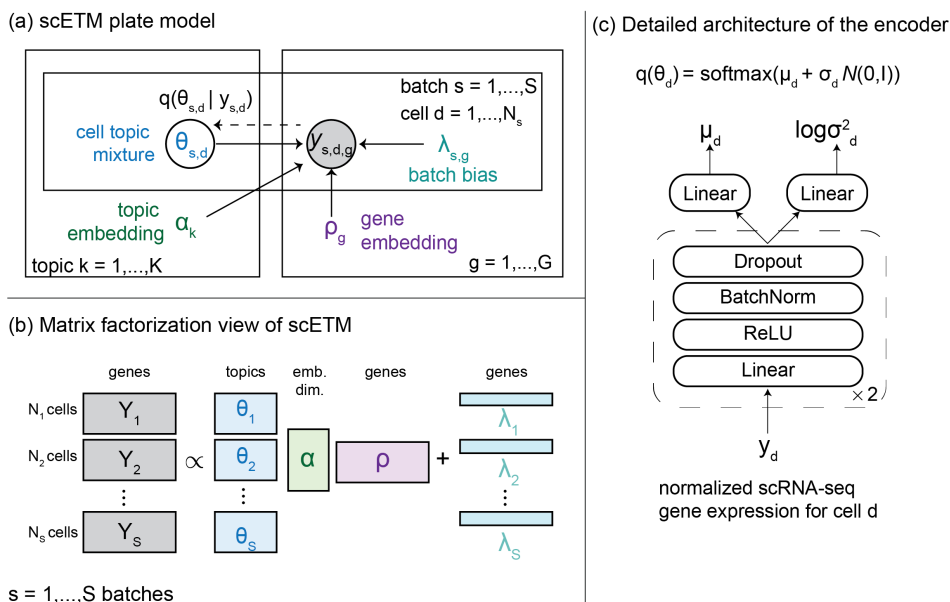 (a) scETM plate model
batch s = 1,...,S
q(θs,d | ys,d)
cell d = 1,...,Ns
cell topic
mixture
θs,d
ys,d,g
λs,g
batch bias
topic
embedding
αk
ρg
gene
embedding
topic k = 1,...,K
g = 1,...,G
(b) Matrix factorization view of scETM
genes
topics
emb.
dim.
genes
genes
N1 cells
Y1
θ1
λ1
N2 cells
Y2
∝
θ2
α
ρ
+
λ2
⋮
⋮
⋮
NS cells
YS
θS
λS
s = 1,...,S batches
(c) Detailed architecture of the encoder
q(θd) = softmax(μd + σd N(0,I))
μd
logσ²d
Linear
Linear
Dropout
BatchNorm
ReLU
Linear
×2
yd
normalized scRNA-seq
gene expression for cell d